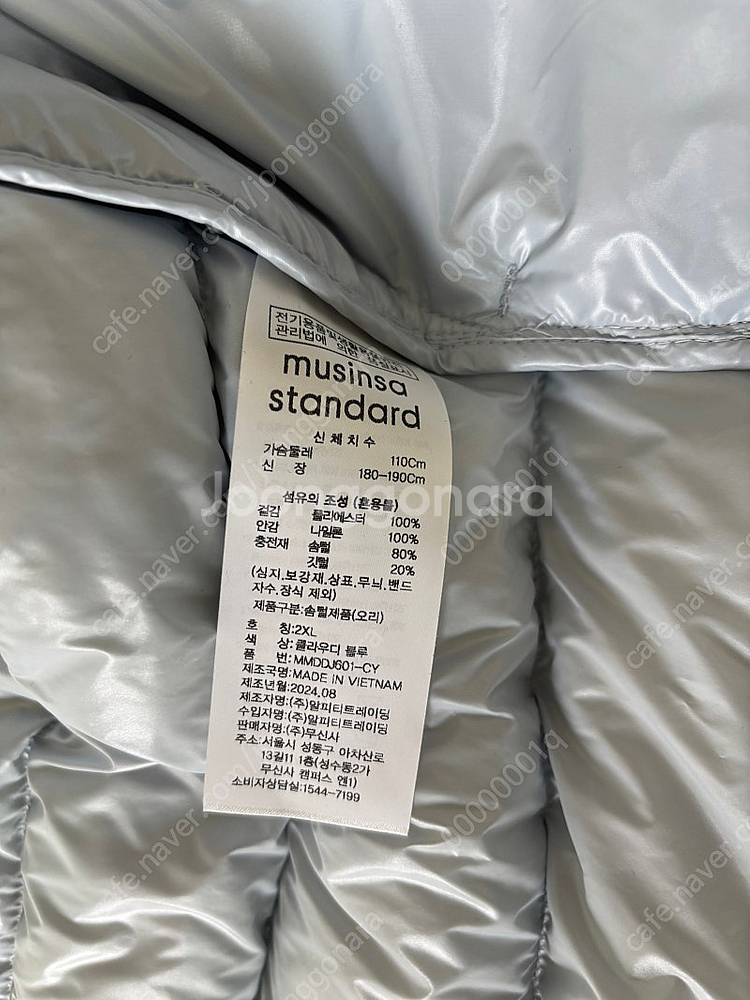 전기용품및생활용품
관리법에 의한 품질표시
musinsa
standard
신체치수
가슴둘레 110Cm
신 장 180-190Cm
섬유의 조성 (혼용률)
겉감 폴리에스터 100%
안감 나일론 100%
충전재 솜털 80%
깃털 20%
(심지.보강재.상표.무늬.밴드
자수.장식 제외)
제품구분:솜털제품(오리)
호 칭:2XL
색 상:클라우디 블루
품 번:MMDDJ601-CY
제조국명:MADE IN VIETNAM
제조년월:2024.08
제조자명:(주)알피티트레이딩
수입자명:(주)알피티트레이딩
판매자명:(주)무신사
주소:서울시 성동구 아차산로
13길11 1층(성수동2가
무신사 캠퍼스 엔1)
소비자상담실:1544-7199
Joonggonara
cafe.naver.com/joonggonara
000000001q